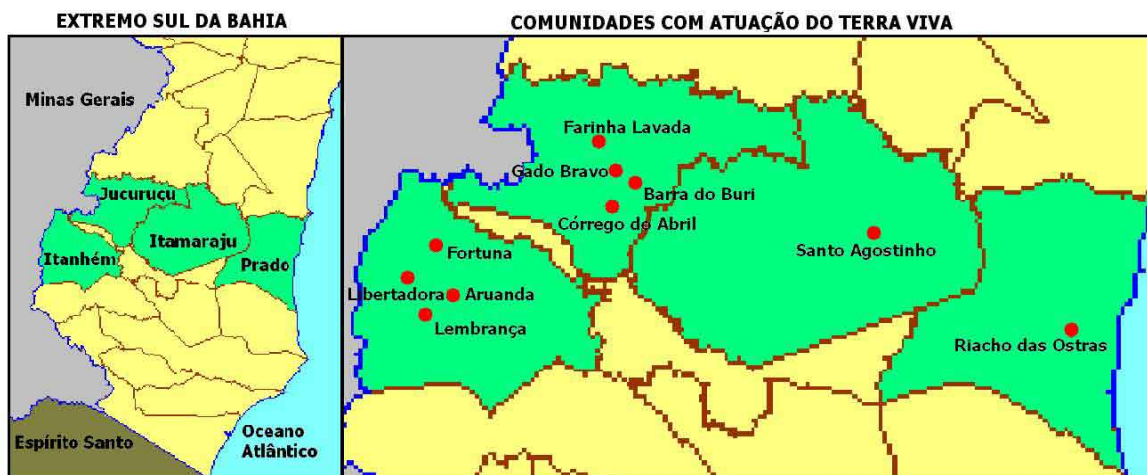 EXTREMO SUL DA BAHIA
Minas Gerais
Jucuruçu
Itamaraju
Itanhém
Prado
Oceano
Atlântico
Espírito Santo
COMUNIDADES COM ATUAÇÃO DO TERRA VIVA
Farinha Lavada
Gado Bravo
Barra do Buri
Córrego do Abril
Santo Agostinho
Fortuna
Libertadora
Aruanda
Lembrança
Riacho das Ostras